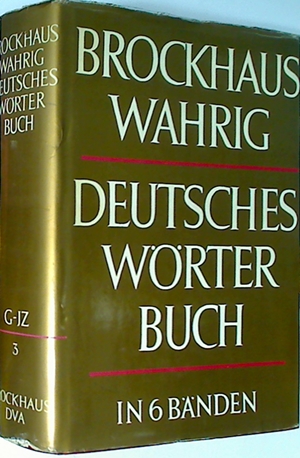 BROCKHAUS
WAHRIG
DEUTSCHES
WÖRTER
BUCH
G-JZ
3
BROCKHAUS
DVA
BROCKHAUS
WAHRIG
DEUTSCHES
WÖRTER
BUCH
IN 6 BÄNDEN